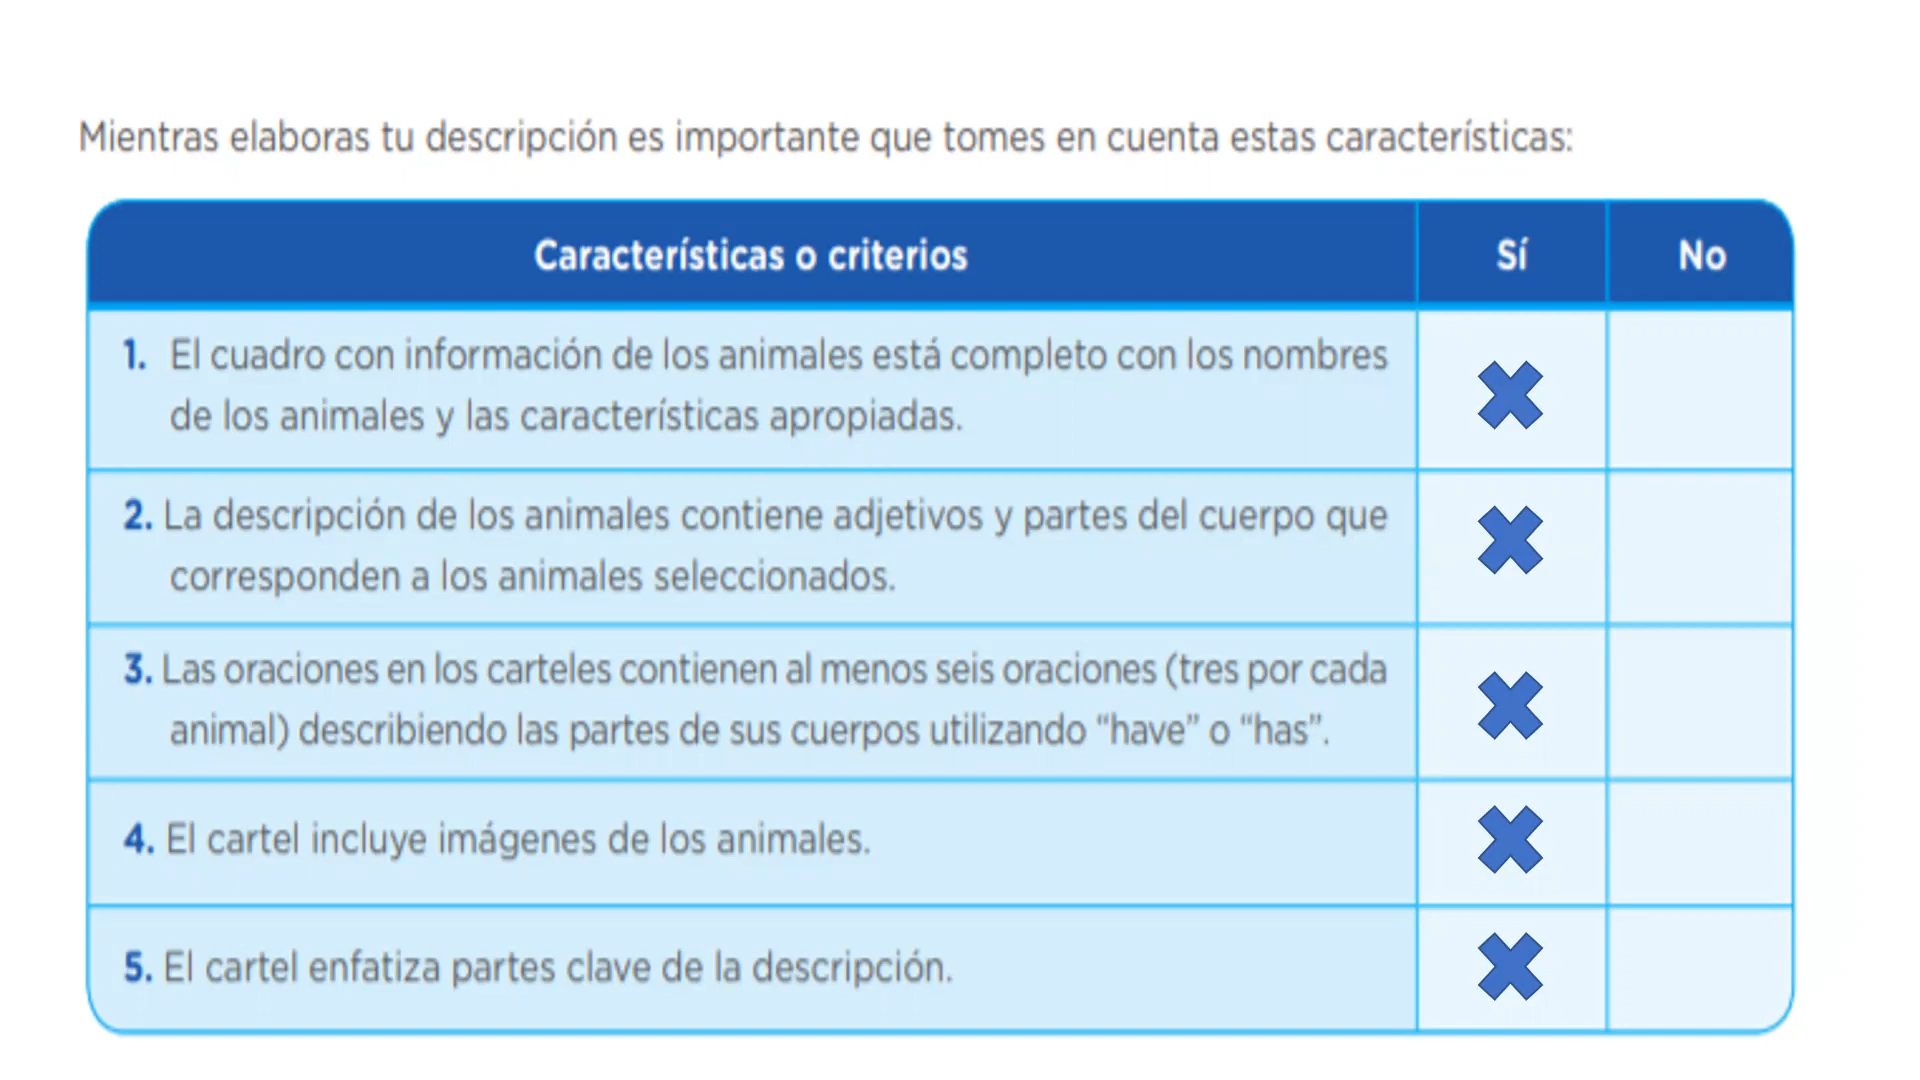 Mientras elaboras tu descripción es importante que tomes en cuenta estas características:
Características o criterios Sí No
1. El cuadro con información de los animales está completo con los nombres
de los animales y las características apropiadas.
2. La descripción de los animales contiene adjetivos y partes del cuerpo que
corresponden a los animales seleccionados.
3. Las oraciones en los carteles contienen al menos seis oraciones (tres por cada
animal) describiendo las partes de sus cuerpos utilizando “have” o “has”.
4. El cartel incluye imágenes de los animales.
5. El cartel enfatiza partes clave de la descripción.